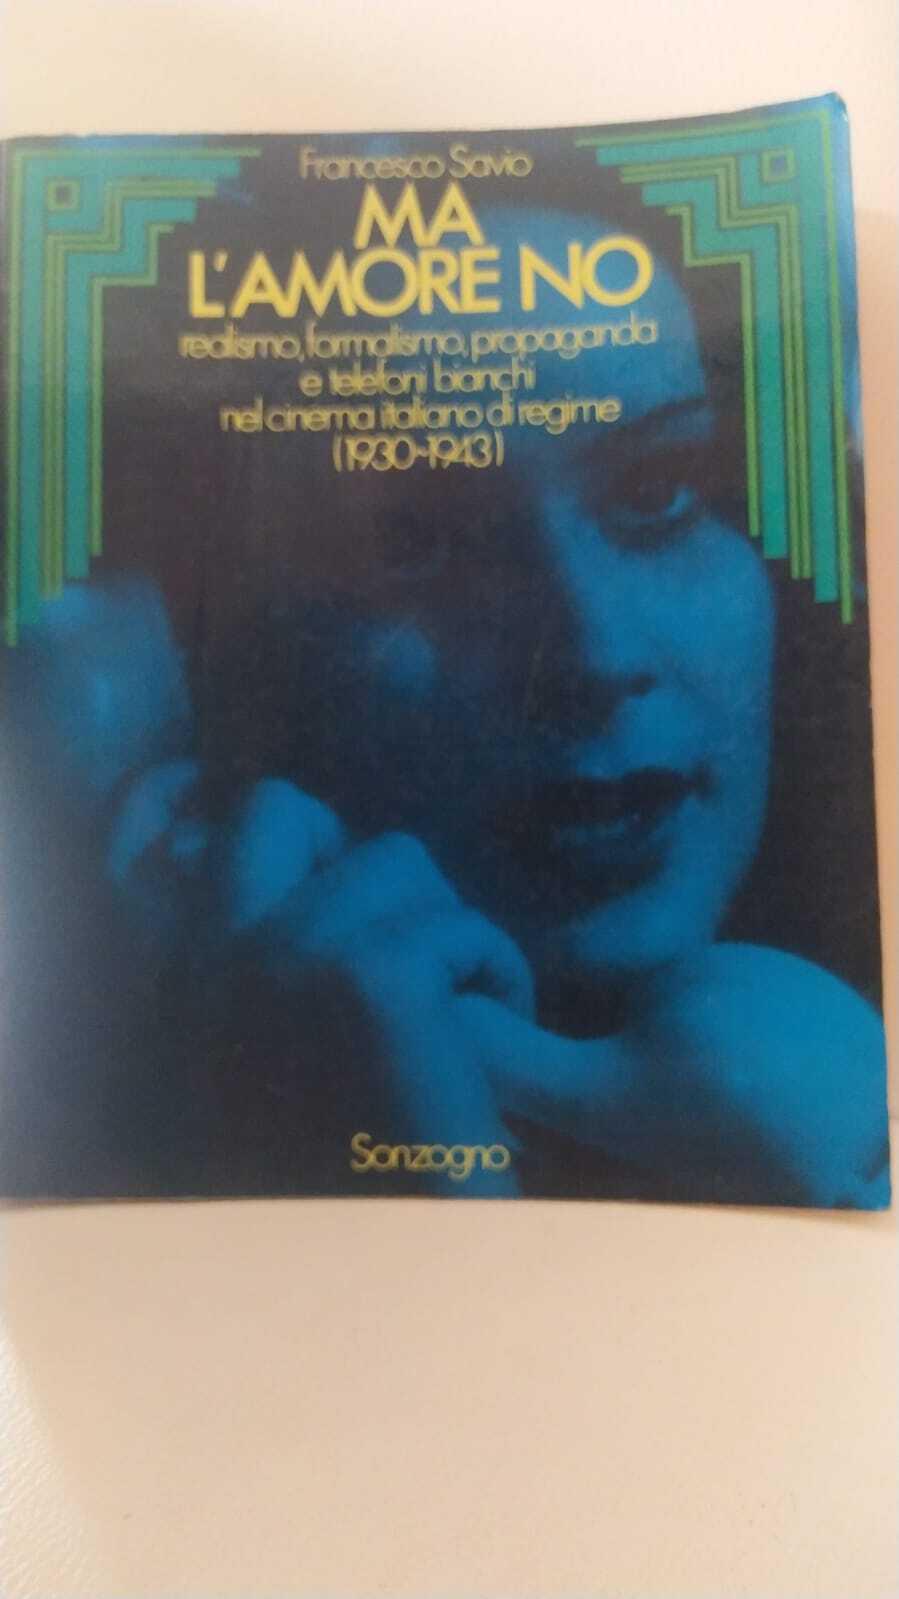 Francesco Savio
MA
L'AMORE NO
realismo, formalismo, propaganda
e telefoni bianchi
nel cinema italiano di regime
(1930-1943)
Sonzogno